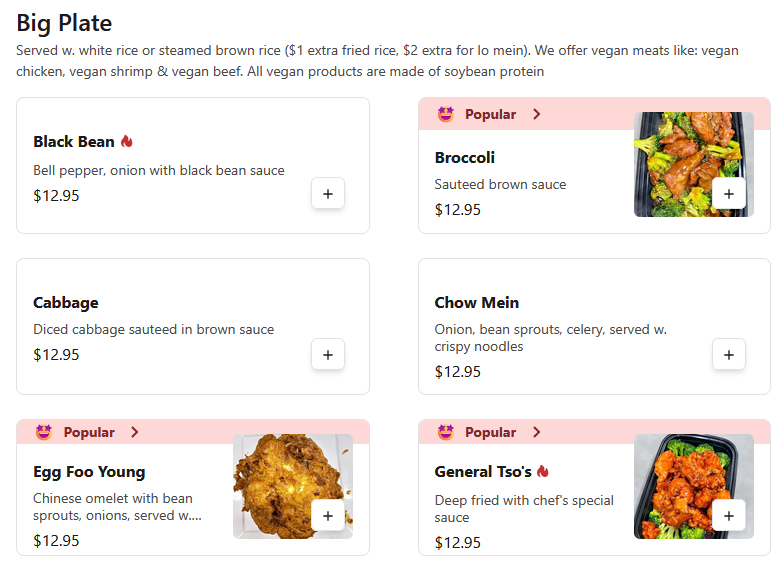 Big Plate
Served w. white rice or steamed brown rice ($1 extra fried rice, $2 extra for lo mein). We offer vegan meats like: vegan
chicken, vegan shrimp & vegan beef. All vegan products are made of soybean protein
Black Bean
Bell pepper, onion with black bean sauce
$12.95
Popular
Broccoli
Sauteed brown sauce
$12.95
Cabbage
Diced cabbage sauteed in brown sauce
$12.95
Chow Mein
Onion, bean sprouts, celery, served w.
crispy noodles
$12.95
Popular
Egg Foo Young
Chinese omelet with bean
sprouts, onions, served w....
$12.95
Popular
General Tso's
Deep fried with chef's special
sauce
$12.95